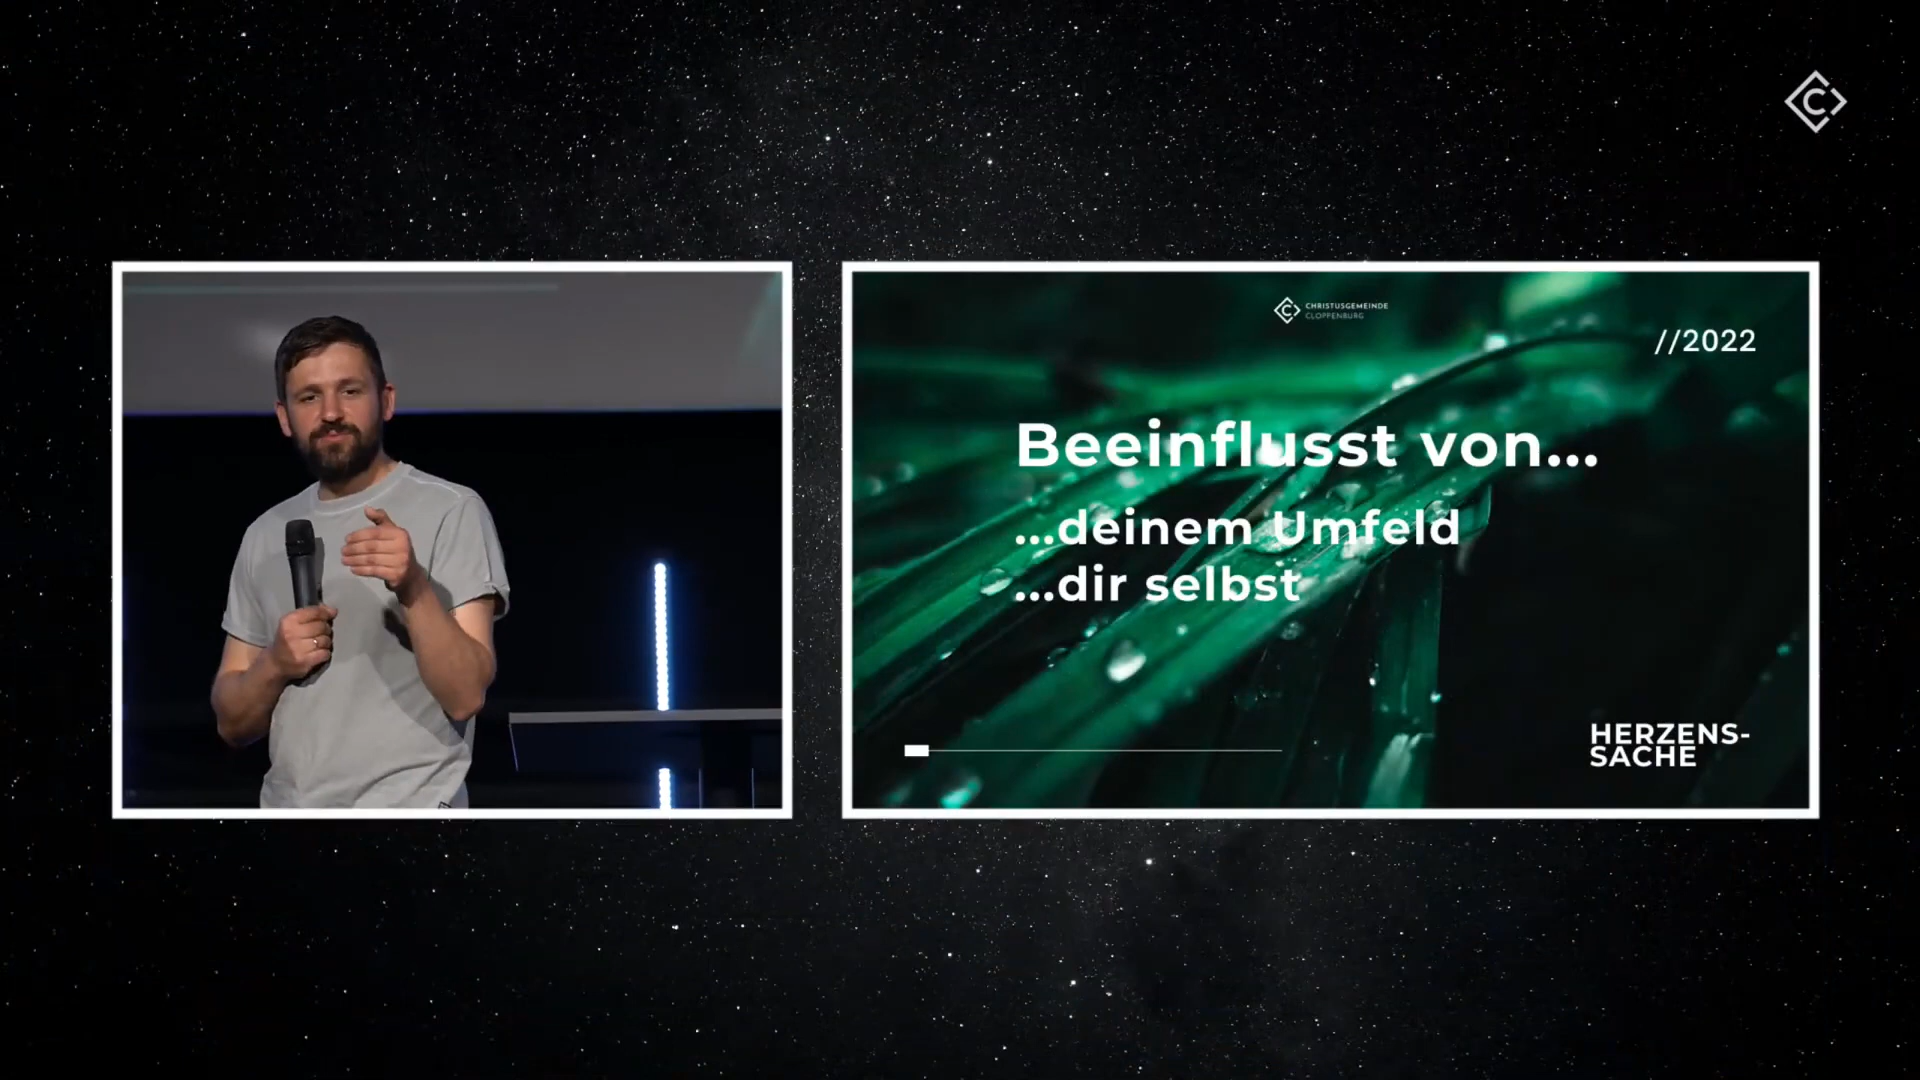 C
C CHRISTUSGEMEINDE
CLOPPENBURG
//2022
Beeinflusst von...
...deinem Umfeld
...dir selbst
HERZENS-
SACHE